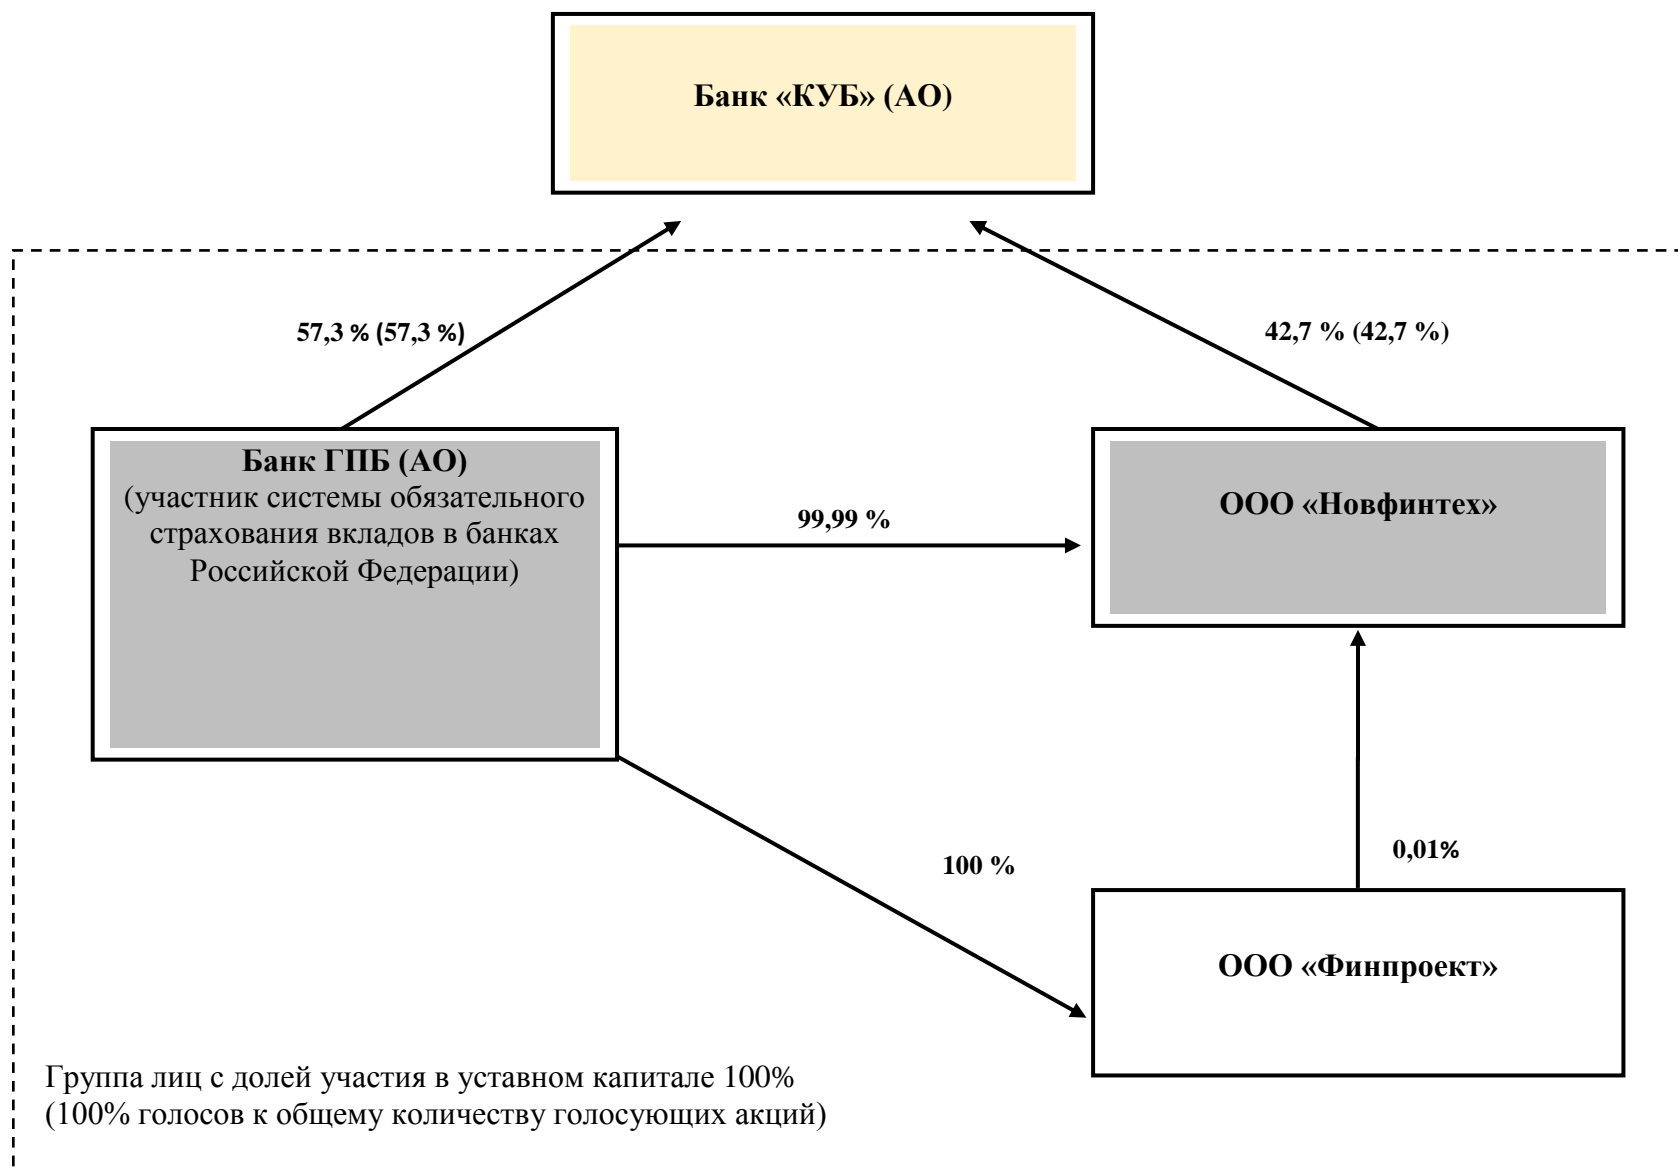 Банк «КУБ» (АО)
57,3 % (57,3 %)
42,7 % (42,7 %)
Банк ГПБ (АО)
(участник системы обязательного
страхования вкладов в банках
Российской Федерации)
99,99 %
ООО «Новфинтех»
100 %
0,01%
ООО «Финпроект»
Группа лиц с долей участия в уставном капитале 100%
(100% голосов к общему количеству голосующих акций)